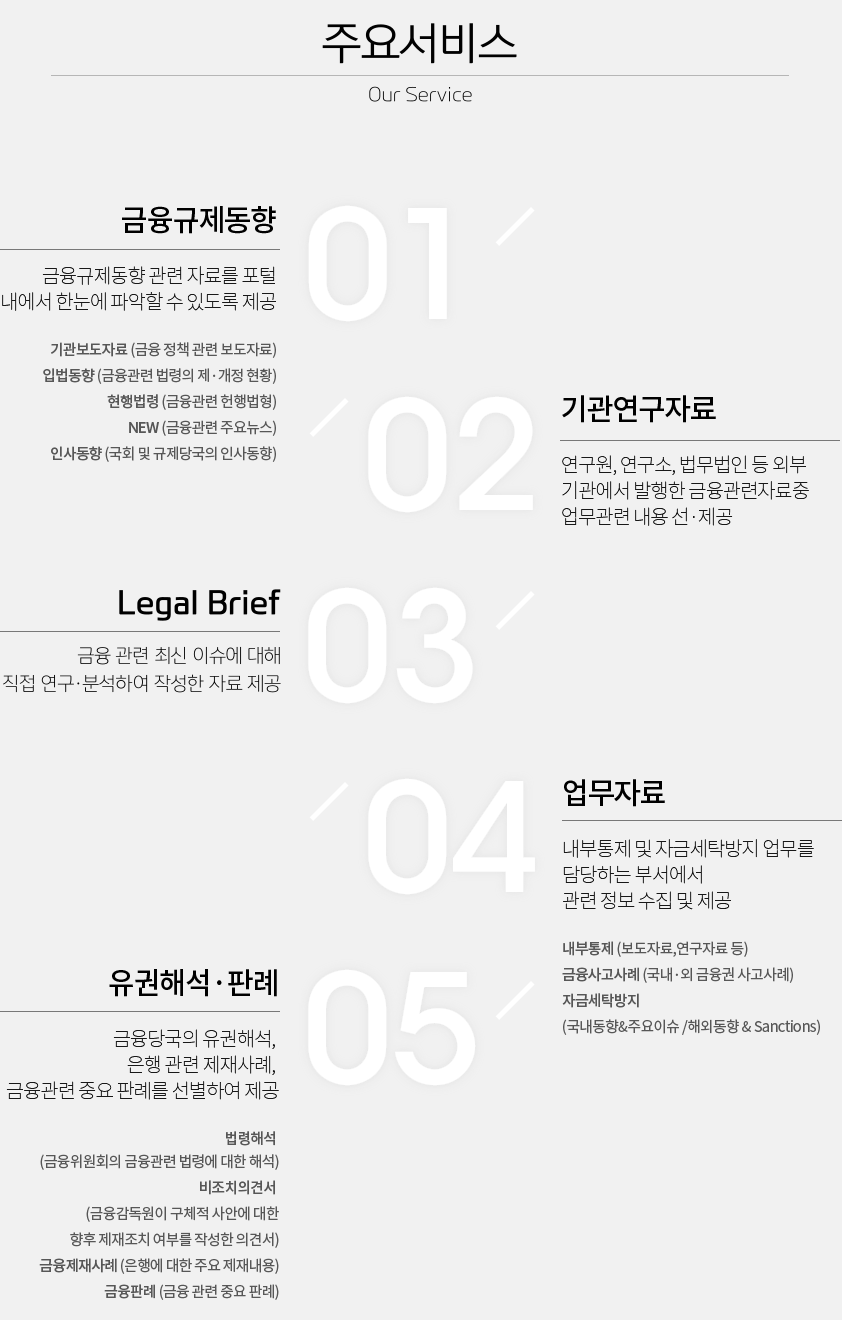 주요서비스
Our Service
01
금융규제동향
금융규제동향 관련 자료를 포털
내에서 한눈에 파악할 수 있도록 제공
기관보도자료 (금융 정책 관련 보도자료)
입법동향 (금융관련 법령의 제·개정 현황)
현행법령 (금융관련 헌행법형)
NEW (금융관련 주요뉴스)
인사동향 (국회 및 규제당국의 인사동향)
02
기관연구자료
연구원, 연구소, 법무법인 등 외부
기관에서 발행한 금융관련자료중
업무관련 내용 선·제공
03
Legal Brief
금융 관련 최신 이슈에 대해
직접 연구·분석하여 작성한 자료 제공
04
업무자료
내부통제 및 자금세탁방지 업무를
담당하는 부서에서
관련 정보 수집 및 제공
내부통제 (보도자료,연구자료 등)
금융사고사례 (국내·외 금융권 사고사례)
자금세탁방지
(국내동향&주요이슈 /해외동향 & Sanctions)
05
유권해석·판례
금융당국의 유권해석,
은행 관련 제재사례,
금융관련 중요 판례를 선별하여 제공
법령해석
(금융위원회의 금융관련 법령에 대한 해석)
비조치의견서
(금융감독원이 구체적 사안에 대한
향후 제재조치 여부를 작성한 의견서)
금융제재사례 (은행에 대한 주요 제재내용)
금융판례 (금융 관련 중요 판례)